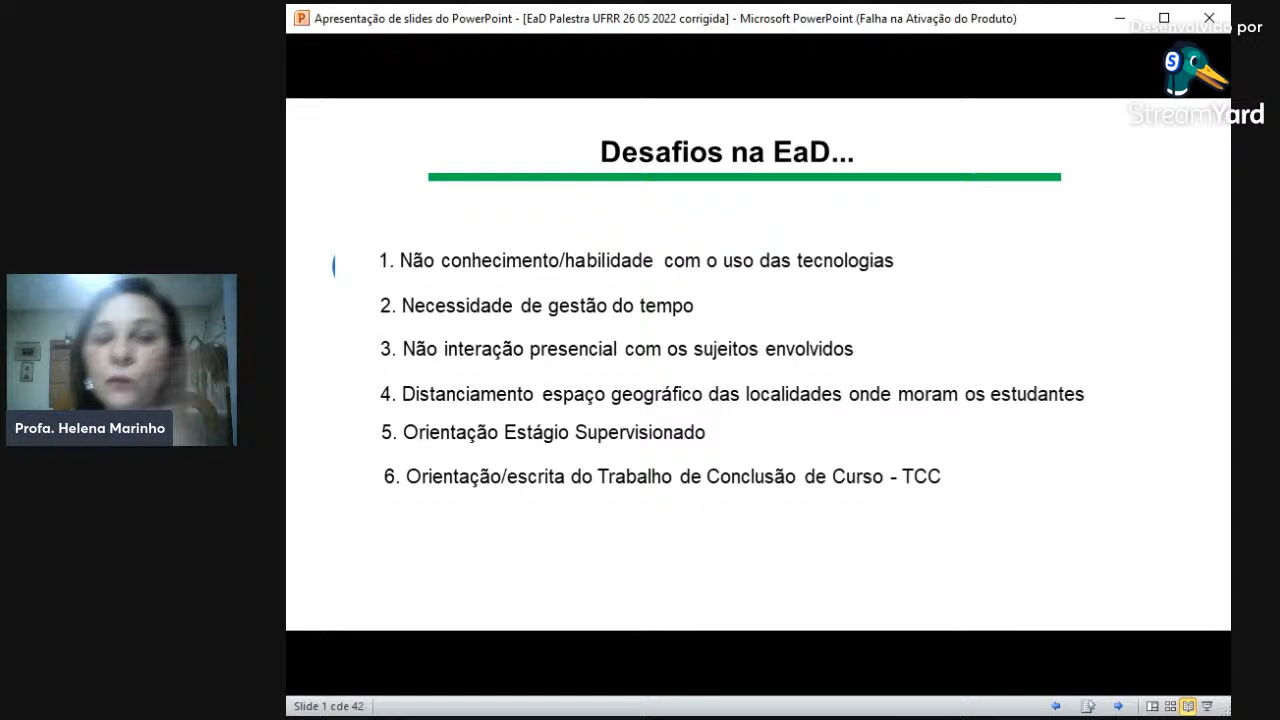 Apresentação de slides do PowerPoint - [EaD Palestra UFRR 26 05 2022 corrigida] - Microsoft PowerPoint (Falha na Ativação do Produto)
Desenvolvido por
StreamYard
Desafios na EaD...
1. Não conhecimento/habilidade com o uso das tecnologias
2. Necessidade de gestão do tempo
3. Não interação presencial com os sujeitos envolvidos
4. Distanciamento espaço geográfico das localidades onde moram os estudantes
5. Orientação Estágio Supervisionado
6. Orientação/escrita do Trabalho de Conclusão de Curso - TCC
Profa. Helena Marinho
Slide 1 cde 42